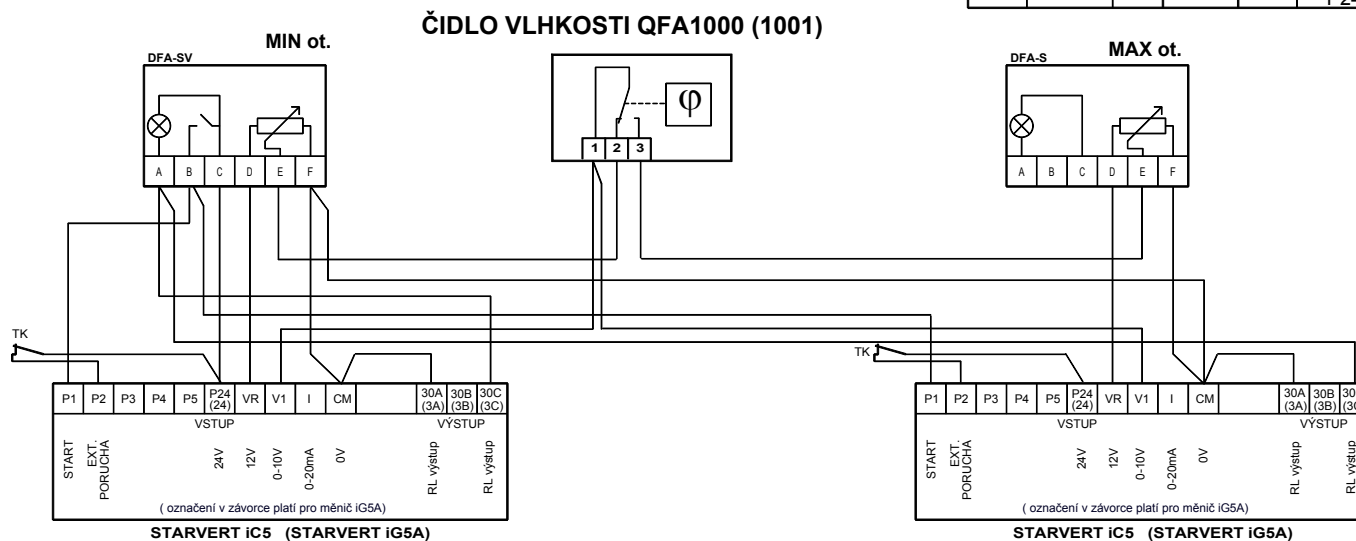 ČIDLO VLHKOSTI QFA1000 (1001)
MIN ot.
MAX ot.
DFA-SV
DFA-S
φ
A B C D E F
1 2 3
A B C D E F
TK
TK
P1 P2 P3 P4 P5 P24 (24) VR V1 I CM 30A (3A) 30B (3B) 30C (3C)
VSTUP
VÝSTUP
START
EXT. PORUCHA
24V
12V
0-10V
0-20mA
0V
RL výstup
RL výstup
( označení v závorce platí pro měnič iG5A)
STARVERT iC5 (STARVERT iG5A)
P1 P2 P3 P4 P5 P24 (24) VR V1 I CM 30A (3A) 30B (3B)
VSTUP
VÝSTUP
START
EXT. PORUCHA
24V
12V
0-10V
0-20mA
0V
RL výstup
RL výstup
( označení v závorce platí pro měnič iG5A)
STARVERT iC5 (STARVERT iG5A)